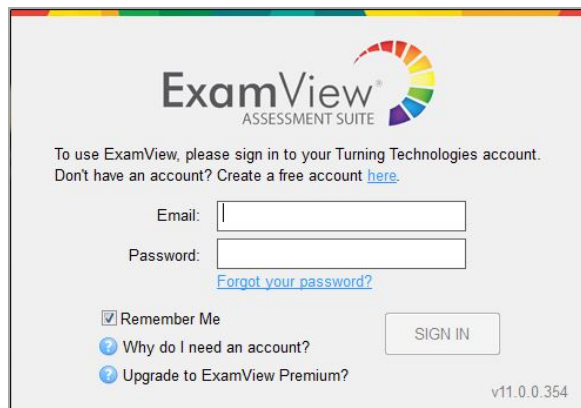 ExamView®
ASSESSMENT SUITE
To use ExamView, please sign in to your Turning Technologies account.
Don't have an account? Create a free account here.
Email:
Password:
Forgot your password?
Remember Me
SIGN IN
? Why do I need an account?
? Upgrade to ExamView Premium?
v11.0.0.354